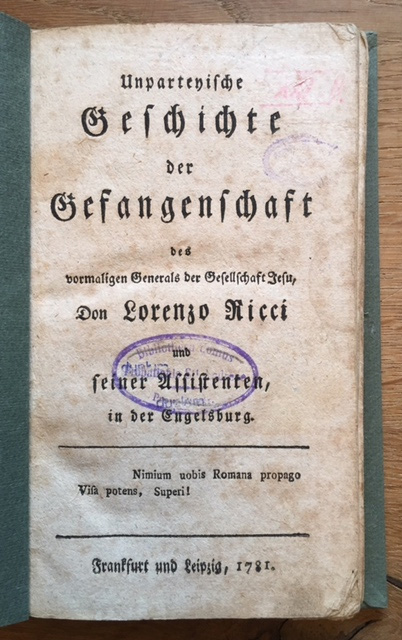 Unparteyische
Geſchichte
der
Gefangenſchaft
des
vormaligen Generals der Geſellſchaft Jeſu,
Don Lorenzo Ricci
und
ſeiner Aſſiſtenten,
in der Engelsburg.
Nimium uobis Romana propago
Viſa potens, Superi!
Frankfurt und Leipzig, 1781.